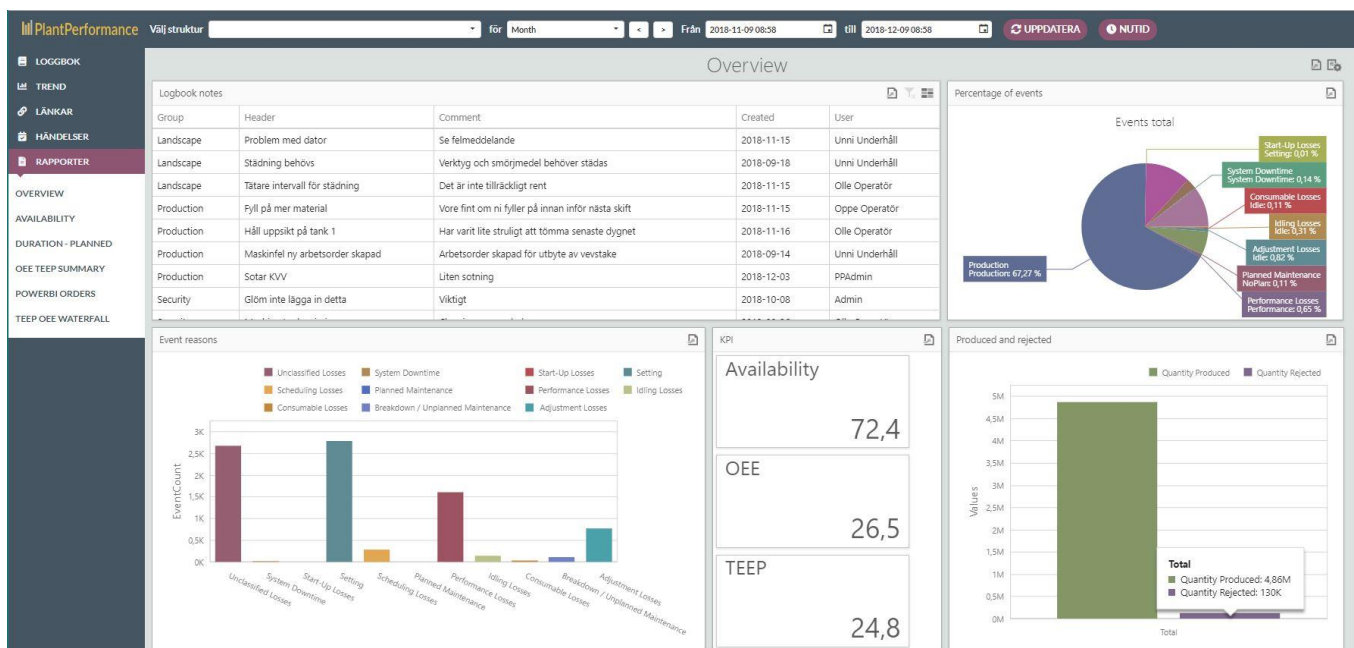 PlantPerformance
Välj struktur för Month < > Från 2018-11-09 08:58 till 2018-12-09 08:58 UPPDATERA NUTID
LOGGBOK
TREND
LÄNKAR
HÄNDELSER
RAPPORTER
OVERVIEW
AVAILABILITY
DURATION - PLANNED
OEE TEEP SUMMARY
POWERBI ORDERS
TEEP OEE WATERFALL
Overview
Logbook notes
Group Header Comment Created User
Landscape Problem med dator Se felmeddelande 2018-11-15 Unni Underhåll
Landscape Städning behövs Verktyg och smörjmedel behöver städas 2018-09-18 Unni Underhåll
Landscape Tätare intervall för städning Det är inte tillräckligt rent 2018-11-15 Olle Operatör
Production Fyll på mer material Vore fint om ni fyller på innan inför nästa skift 2018-11-15 Oppe Operatör
Production Håll uppsikt på tank 1 Har varit lite struligt att tömma senaste dygnet 2018-11-16 Olle Operatör
Production Maskinfel ny arbetsorder skapad Arbetsorder skapad för utbyte av vevstake 2018-09-14 Unni Underhåll
Production Sotar KVV Liten sotning 2018-12-03 PPAdmin
Security Glöm inte lägga in detta Viktigt 2018-10-08 Admin
Percentage of events
Events total
Start-Up Losses
Setting: 0,01 %
System Downtime
System Downtime: 0,14 %
Consumable Losses
Idle: 0,11 %
Idling Losses
Idle: 0,31 %
Adjustment Losses
Idle: 0,82 %
Planned Maintenance
NoPlan: 0,11 %
Performance Losses
Performance: 0,65 %
Production
Production: 67,27 %
Event reasons
Unclassified Losses System Downtime Start-Up Losses Setting
Scheduling Losses Planned Maintenance Performance Losses Idling Losses
Consumable Losses Breakdown / Unplanned Maintenance Adjustment Losses
EventCount
3K
2,5K
2K
1,5K
1K
0,5K
0K
Unclassified Losses
System Downtime
Start-Up Losses
Setting
Scheduling Losses
Planned Maintenance
Performance Losses
Idling Losses
Consumable Losses
Breakdown / Unplanned Maintenance
Adjustment Losses
KPI
Availability
72,4
OEE
26,5
TEEP
24,8
Produced and rejected
Quantity Produced Quantity Rejected
Values
5M
4,5M
4M
3,5M
3M
2,5M
2M
1,5M
1M
0,5M
0M
Total
Quantity Produced: 4,86M
Quantity Rejected: 130K
Total